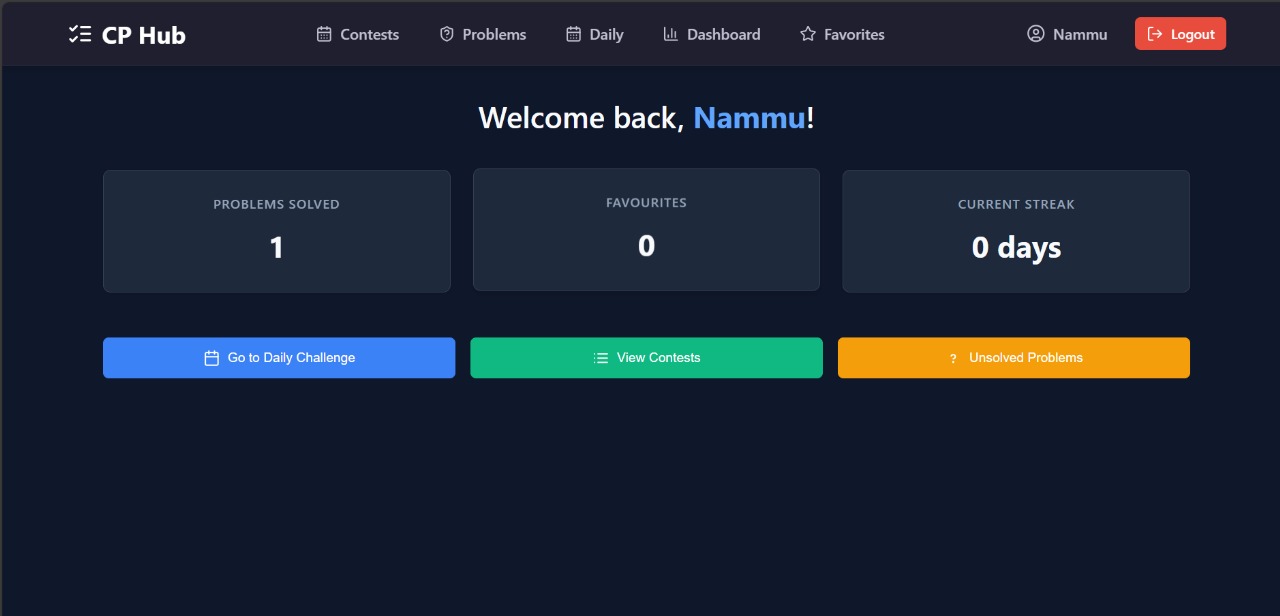 CP Hub Contests Problems Daily Dashboard Favorites Nammu Logout
Welcome back, Nammu!
PROBLEMS SOLVED FAVOURITES CURRENT STREAK
1 0 0 days
Go to Daily Challenge View Contests ? Unsolved Problems